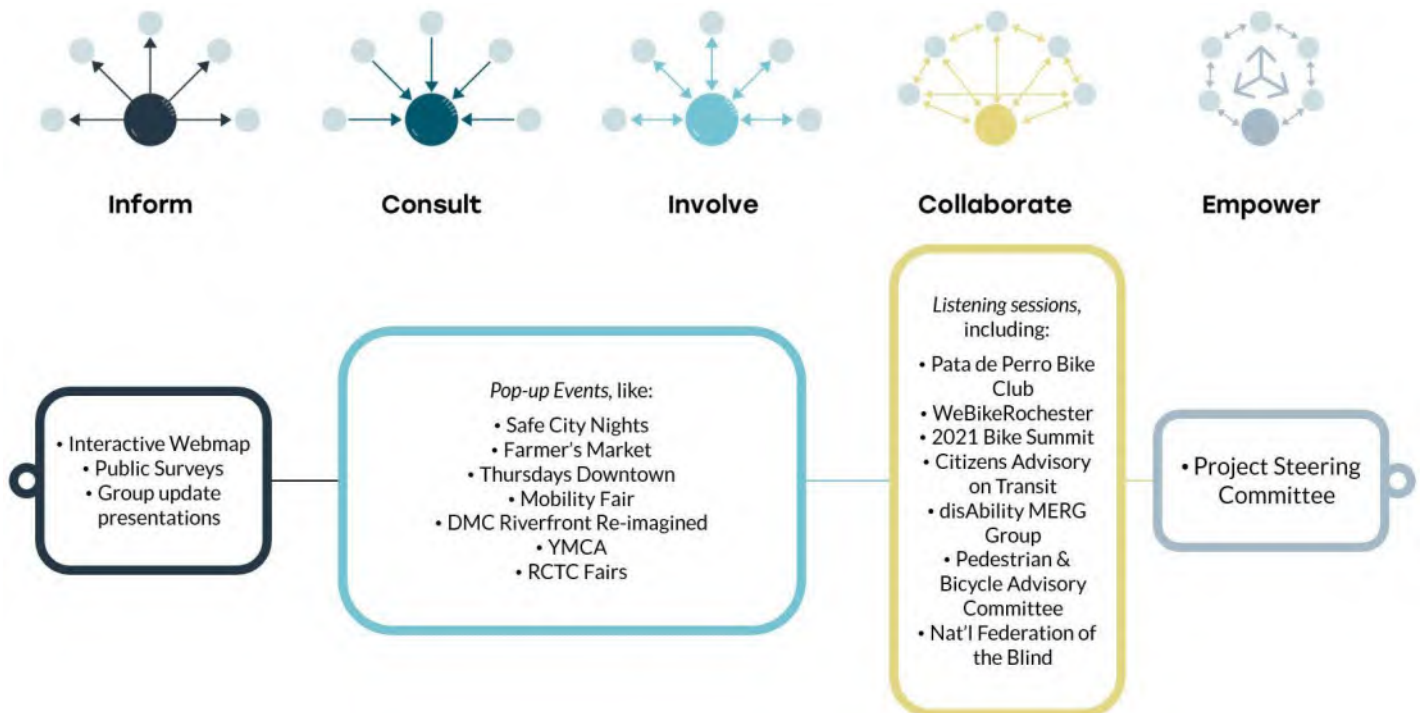 Inform
Consult
Involve
Collaborate
Empower
• Interactive Webmap
• Public Surveys
• Group update
presentations
Pop-up Events, like:
• Safe City Nights
• Farmer's Market
• Thursdays Downtown
• Mobility Fair
• DMC Riverfront Re-imagined
• YMCA
• RCTC Fairs
Listening sessions,
including:
• Pata de Perro Bike
Club
• WeBikeRochester
• 2021 Bike Summit
• Citizens Advisory
on Transit
• disAbility MERG
Group
• Pedestrian &
Bicycle Advisory
Committee
• Nat'l Federation of
the Blind
• Project Steering
Committee